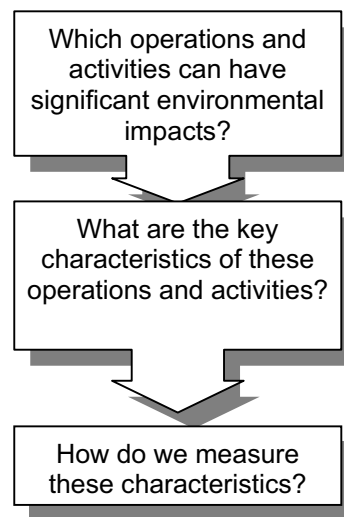 Which operations and
activities can have
significant environmental
impacts?
What are the key
characteristics of these
operations and activities?
How do we measure
these characteristics?